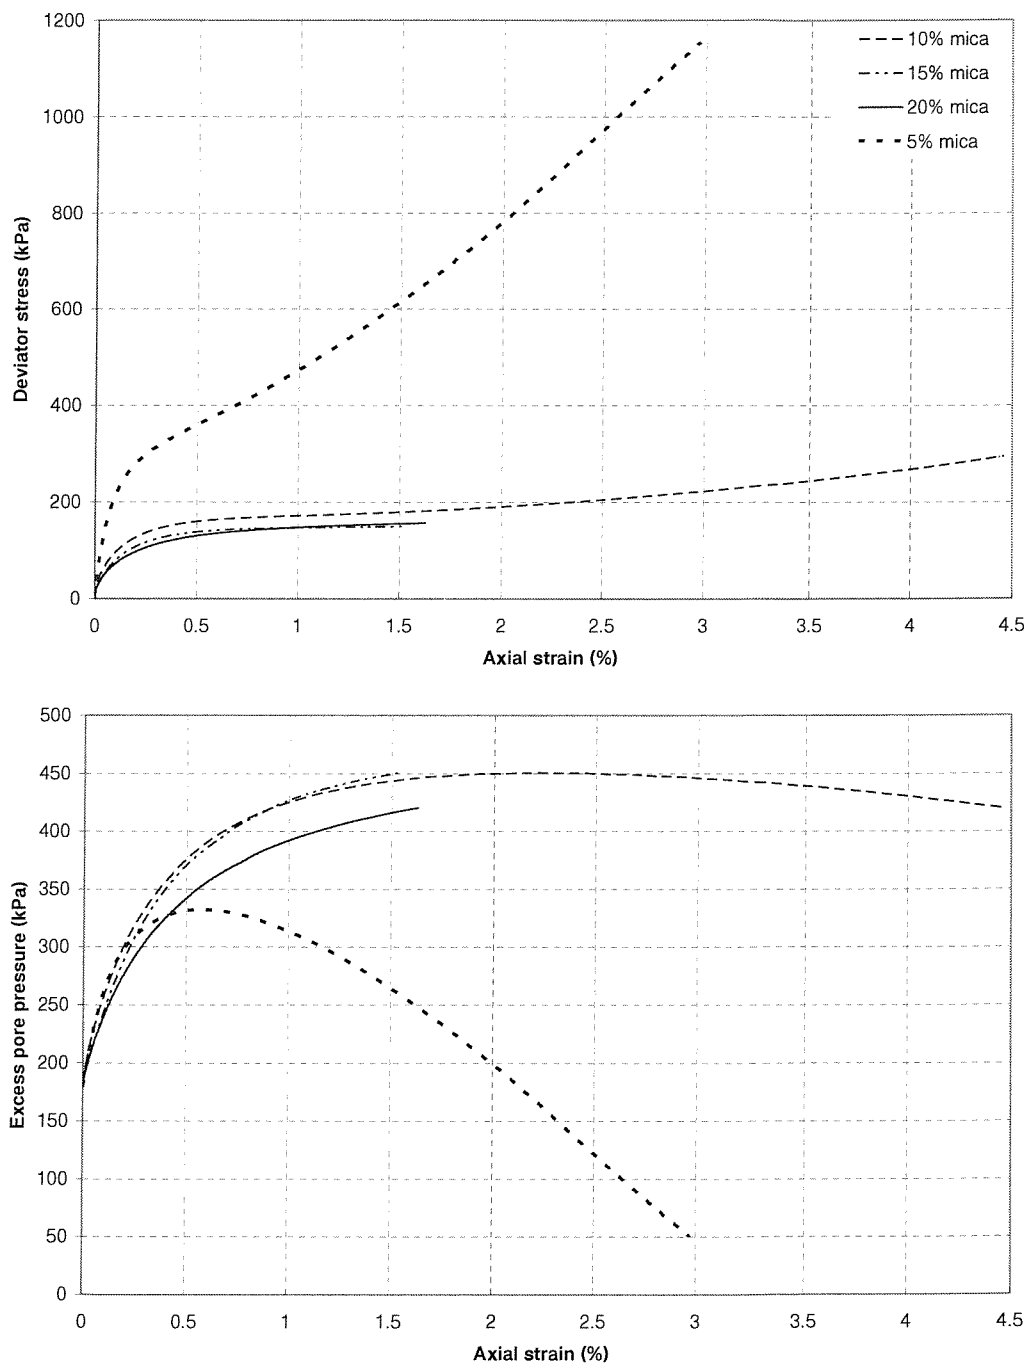 1200
1000
800
600
400
200
0
Deviator stress (kPa)
10% mica
15% mica
20% mica
5% mica
0 0.5 1 1.5 2 2.5 3 3.5 4 4.5
Axial strain (%)
500
450
400
350
300
250
200
150
100
50
0
Excess pore pressure (kPa)
0 0.5 1 1.5 2 2.5 3 3.5 4 4.5
Axial strain (%)